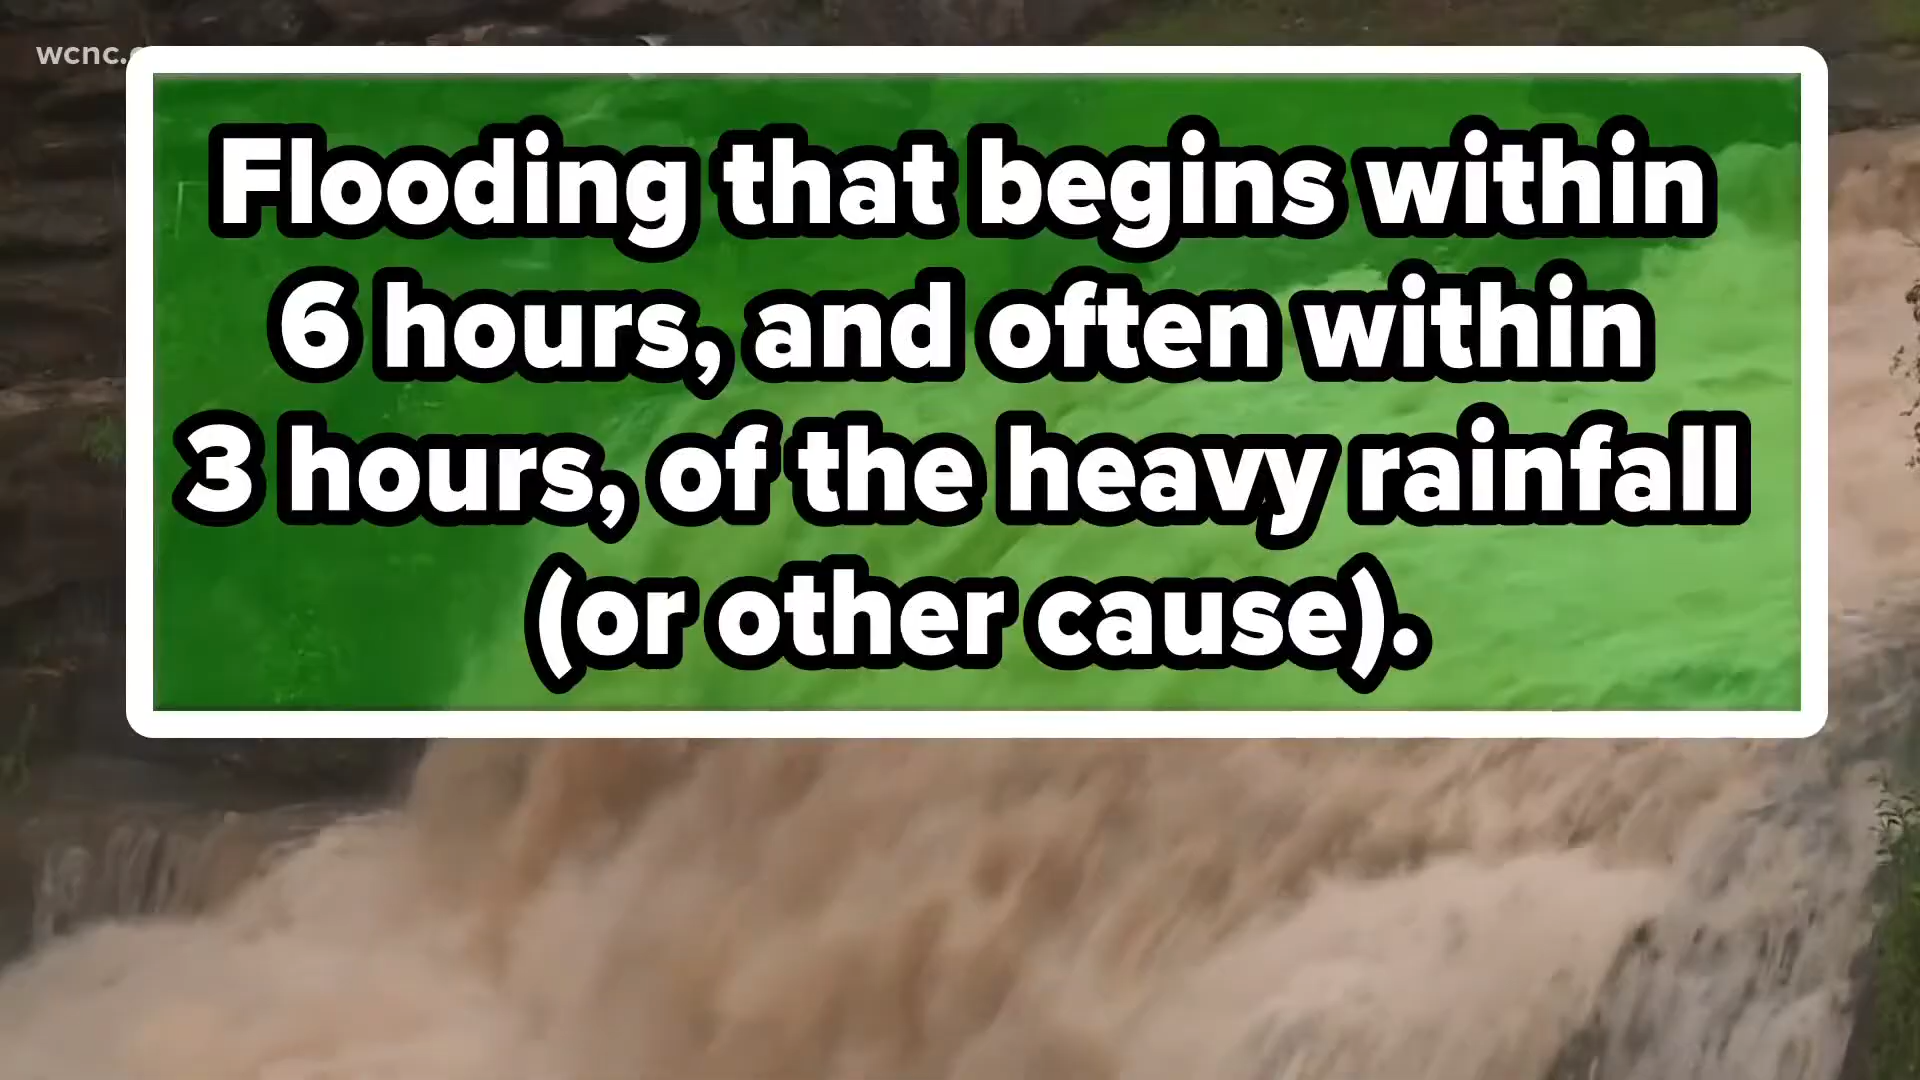 wcnc.
Flooding that begins within
6 hours, and often within
3 hours, of the heavy rainfall
(or other cause).